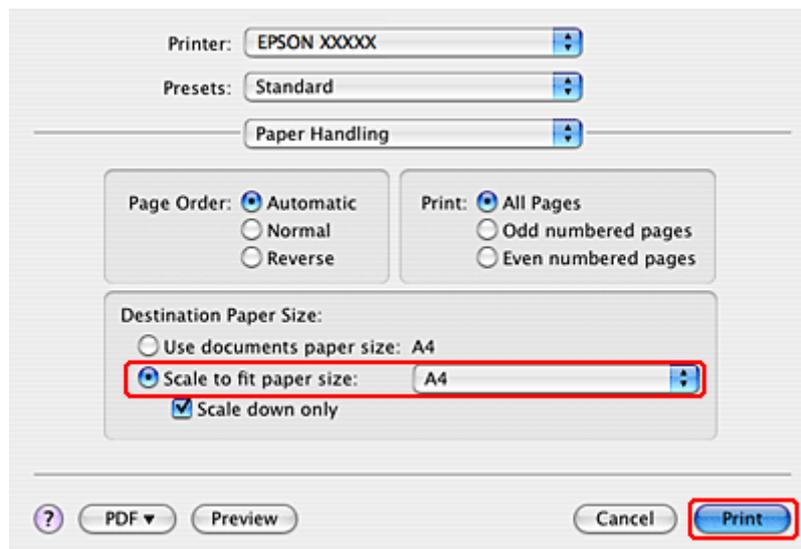 Printer: EPSON XXXXX
Presets: Standard
Paper Handling
Page Order: Automatic
Normal
Reverse
Print: All Pages
Odd numbered pages
Even numbered pages
Destination Paper Size:
Use documents paper size: A4
Scale to fit paper size: A4
Scale down only
? PDF▼ Preview Cancel Print